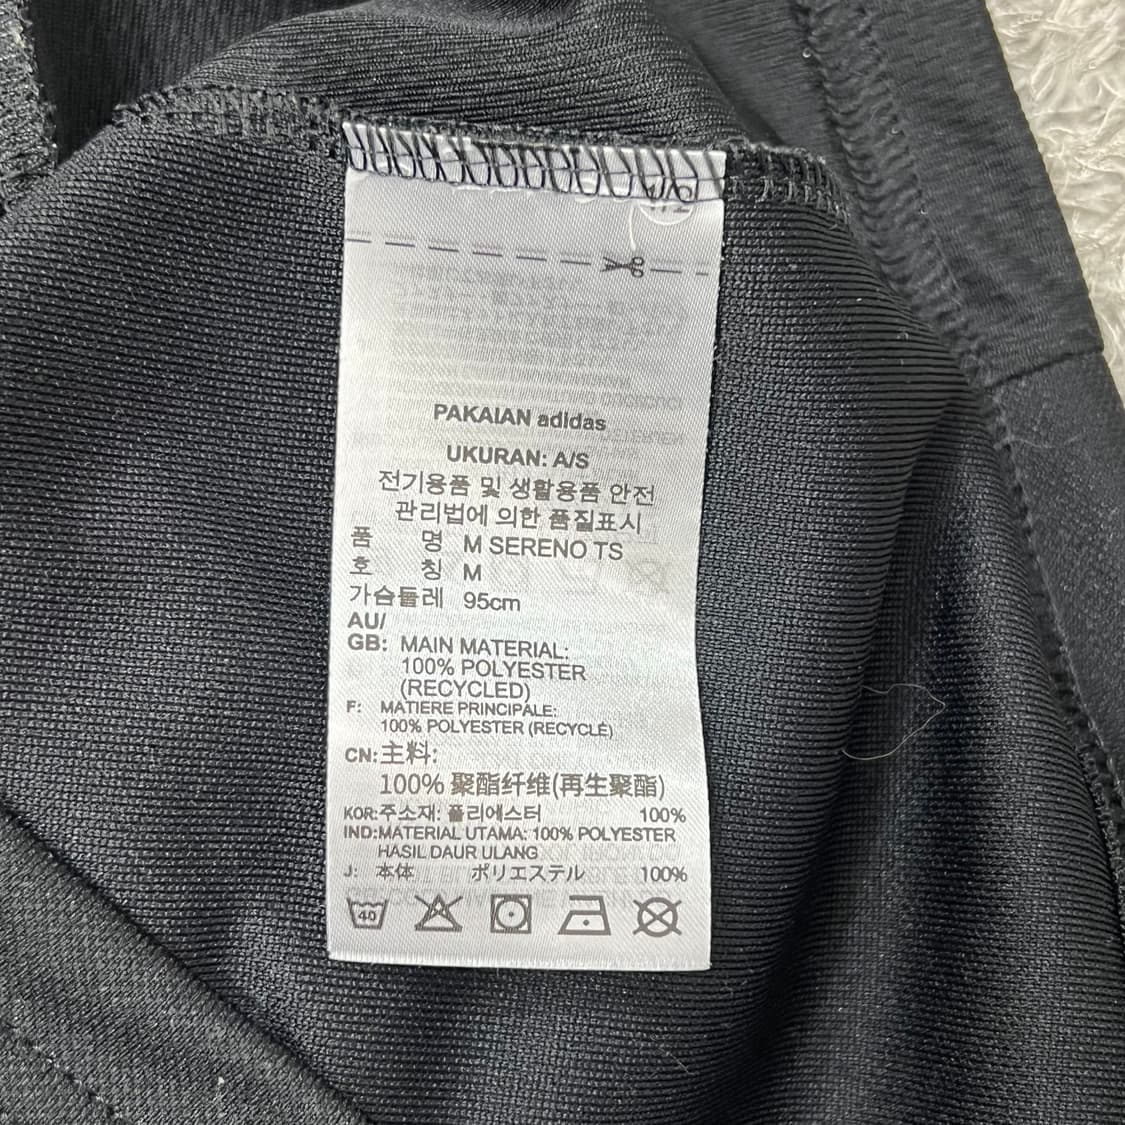 1/2
PAKAIAN adidas
UKURAN: A/S
전기용품 및 생활용품 안전
관리법에 의한 품질표시
품 명 M SERENO TS
호 칭 M
가슴둘레 95cm
AU/
GB: MAIN MATERIAL:
100% POLYESTER
(RECYCLED)
F: MATIERE PRINCIPALE:
100% POLYESTER (RECYCLÉ)
CN:主料:
100% 聚酯纤维(再生聚酯)
KOR:주소재: 폴리에스터 100%
IND:MATERIAL UTAMA: 100% POLYESTER
HASIL DAUR ULANG
J: 本体 ポリエステル 100%
40